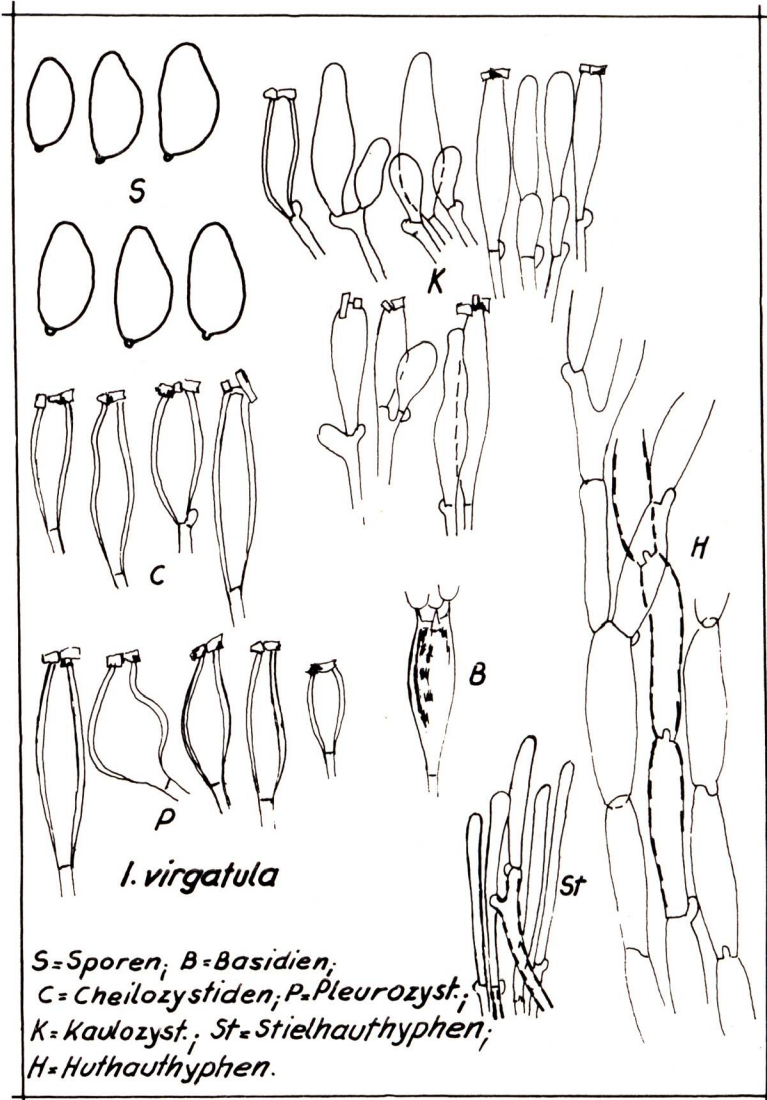 S
K
C
H
B
P
I. virgatula
St
S=Sporen; B=Basidien;
C=Cheilozystiden; P=Pleurozyst.;
K=Kaulozyst.; St=Stielhauthyphen;
H=Huthauthyphen.